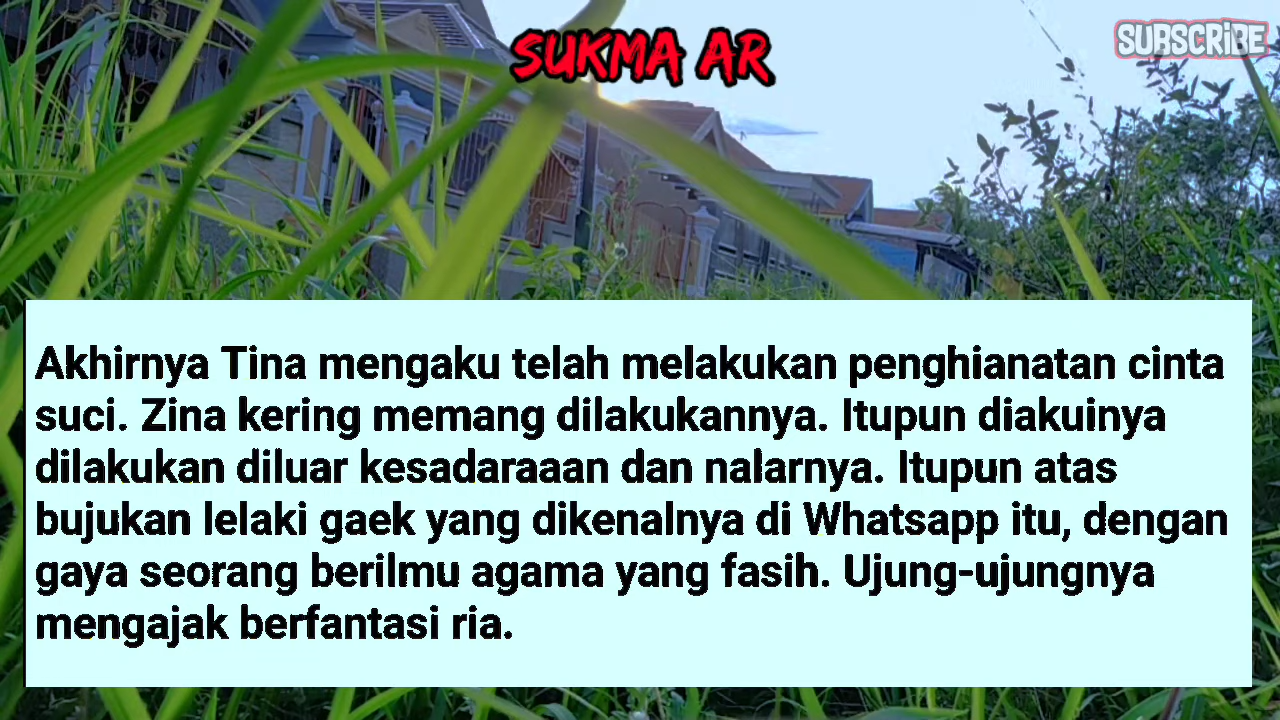 SUKMA AR
SUBSCRIBE
Akhirnya Tina mengaku telah melakukan penghianatan cinta
suci. Zina kering memang dilakukannya. Itupun diakuinya
dilakukan diluar kesadaraaan dan nalarnya. Itupun atas
bujukan lelaki gaek yang dikenalnya di Whatsapp itu, dengan
gaya seorang berilmu agama yang fasih. Ujung-ujungnya
mengajak berfantasi ria.